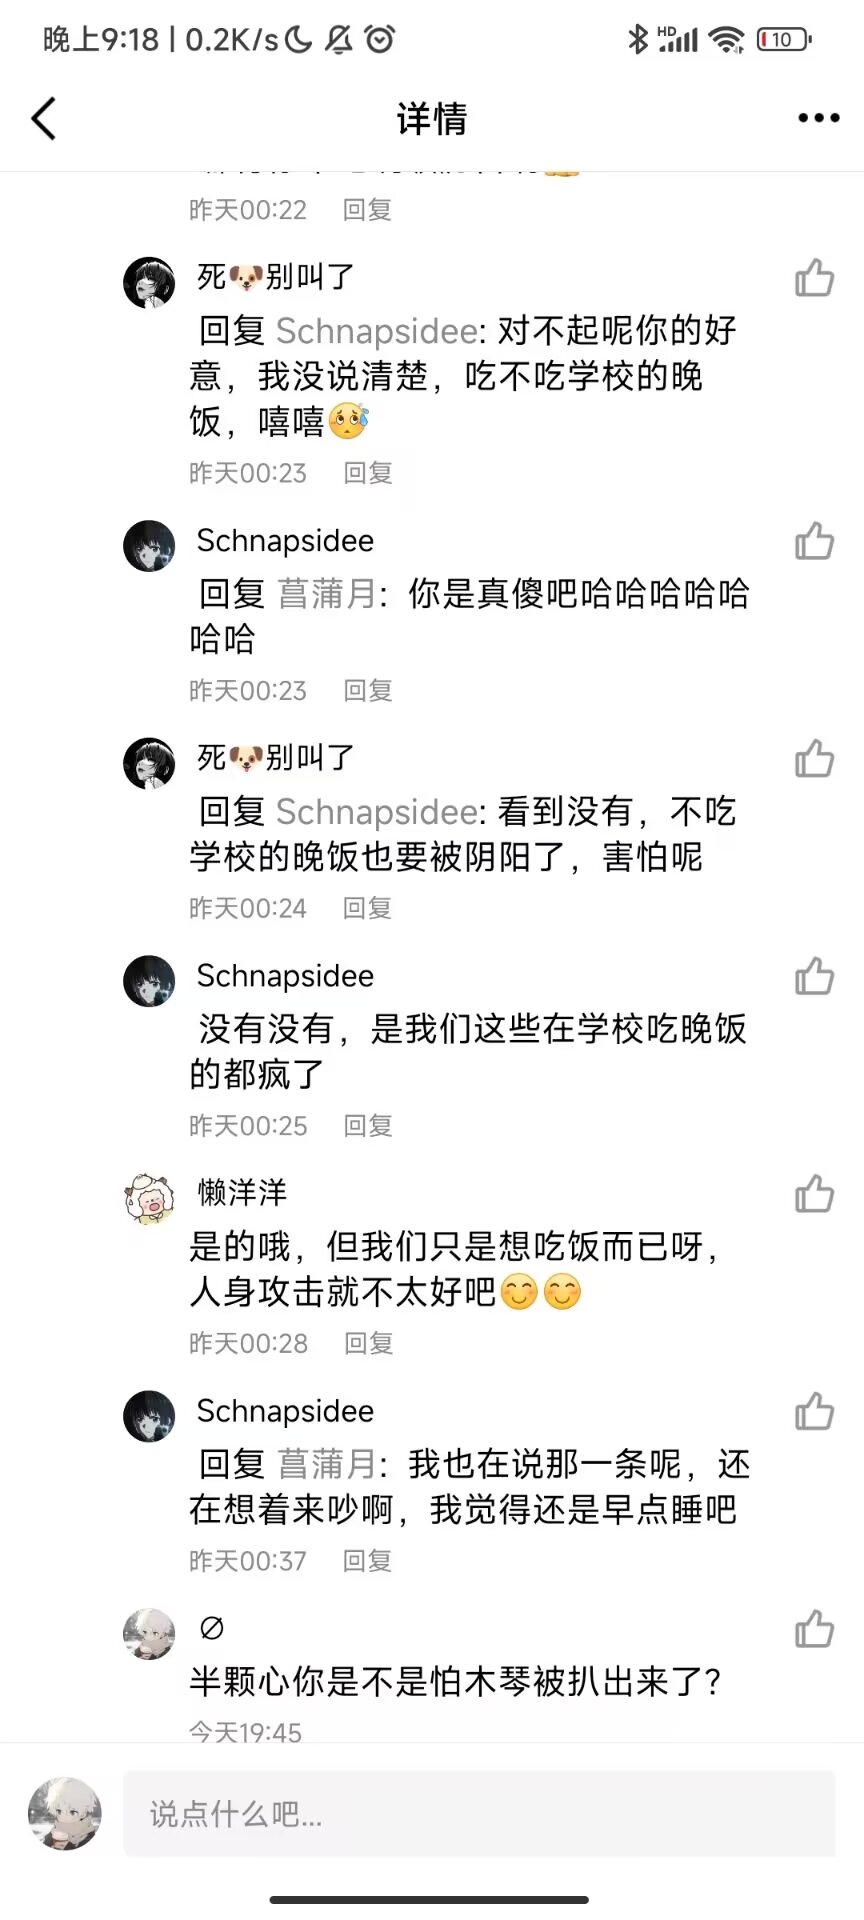 晚上9:18 | 0.2K/s HD 10
详情
昨天00:22 回复
死🐶别叫了
回复 Schnapsidee: 对不起呢你的好
意，我没说清楚，吃不吃学校的晚
饭，嘻嘻😥
昨天00:23 回复
Schnapsidee
回复 菖蒲月：你是真傻吧哈哈哈哈哈
哈哈
昨天00:23 回复
死🐶别叫了
回复 Schnapsidee: 看到没有，不吃
学校的晚饭也要被阴阳了，害怕呢
昨天00:24 回复
Schnapsidee
没有没有，是我们这些在学校吃晚饭
的都疯了
昨天00:25 回复
懒洋洋
是的哦，但我们只是想吃饭而已呀，
人身攻击就不太好吧😊😊
昨天00:28 回复
Schnapsidee
回复 菖蒲月：我也在说那一条呢，还
在想着来吵啊，我觉得还是早点睡吧
昨天00:37 回复
∅
半颗心你是不是怕木琴被扒出来了？
今天19:45
说点什么吧...